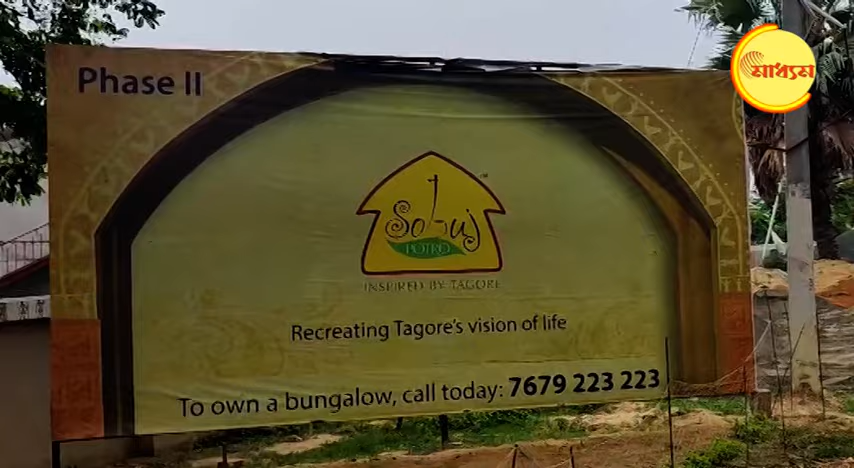 Phase II
মাধ্যম
Sobuj
POTRO
INSPIRED BY TAGORE
Recreating Tagore's vision of life
To own a bungalow, call today: 7679 223 223